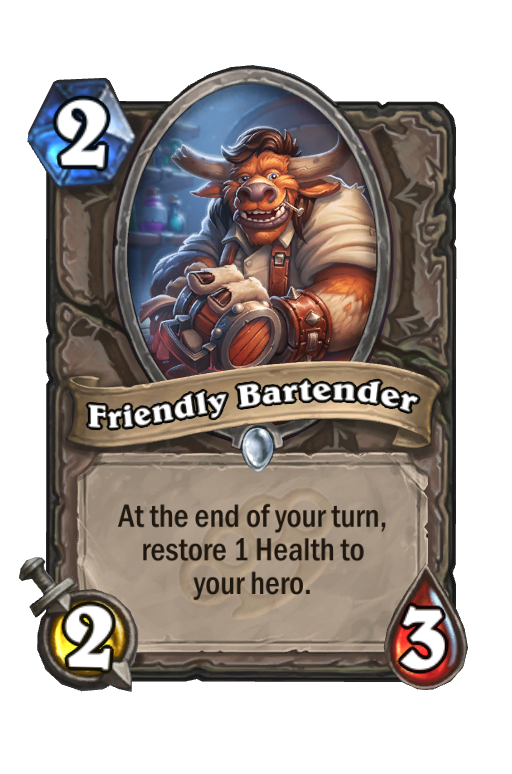 2
Friendly Bartender
At the end of your turn,
restore 1 Health to
your hero.
2
3